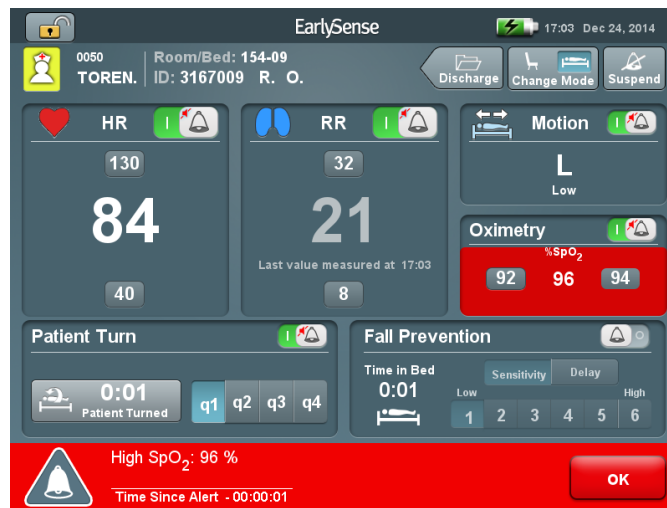 EarlySense
17:03 Dec 24, 2014
0050
TOREN.
Room/Bed: 154-09
ID: 3167009 R. O.
Discharge
Change Mode
Suspend
HR
I
130
84
40
RR
I
32
21
Last value measured at 17:03
8
Motion
I
L
Low
Oximetry
I
%SpO2
92 96 94
Patient Turn
I
0:01
Patient Turned
q1 q2 q3 q4
Fall Prevention
O
Time in Bed
0:01
Sensitivity Delay
Low High
1 2 3 4 5 6
High SpO2: 96 %
Time Since Alert - 00:00:01
OK